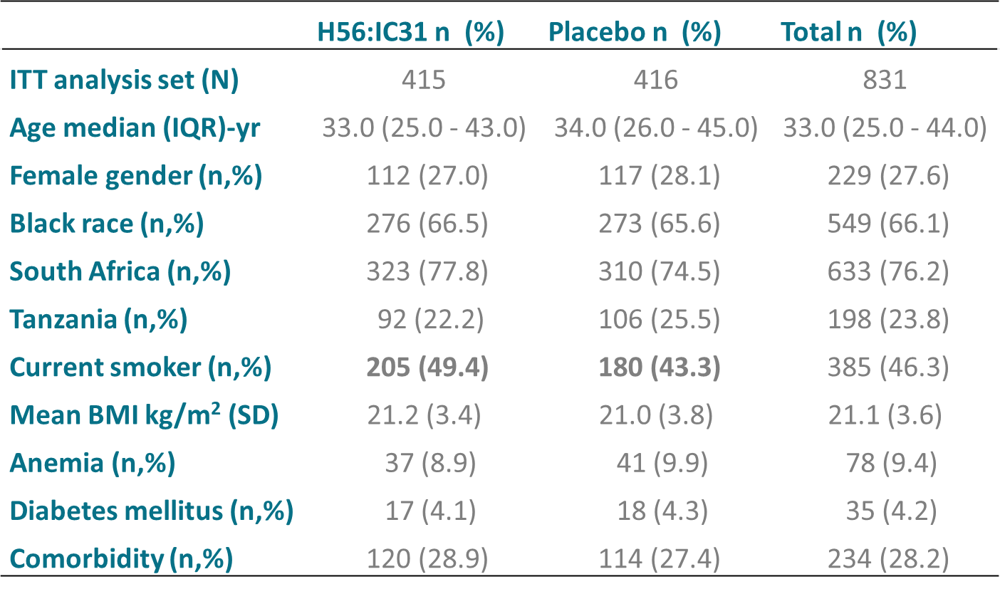 H56:IC31 n (%) Placebo n (%) Total n (%)
ITT analysis set (N) 415 416 831
Age median (IQR)-yr 33.0 (25.0 - 43.0) 34.0 (26.0 - 45.0) 33.0 (25.0 - 44.0)
Female gender (n,%) 112 (27.0) 117 (28.1) 229 (27.6)
Black race (n,%) 276 (66.5) 273 (65.6) 549 (66.1)
South Africa (n,%) 323 (77.8) 310 (74.5) 633 (76.2)
Tanzania (n,%) 92 (22.2) 106 (25.5) 198 (23.8)
Current smoker (n,%) 205 (49.4) 180 (43.3) 385 (46.3)
Mean BMI kg/m² (SD) 21.2 (3.4) 21.0 (3.8) 21.1 (3.6)
Anemia (n,%) 37 (8.9) 41 (9.9) 78 (9.4)
Diabetes mellitus (n,%) 17 (4.1) 18 (4.3) 35 (4.2)
Comorbidity (n,%) 120 (28.9) 114 (27.4) 234 (28.2)